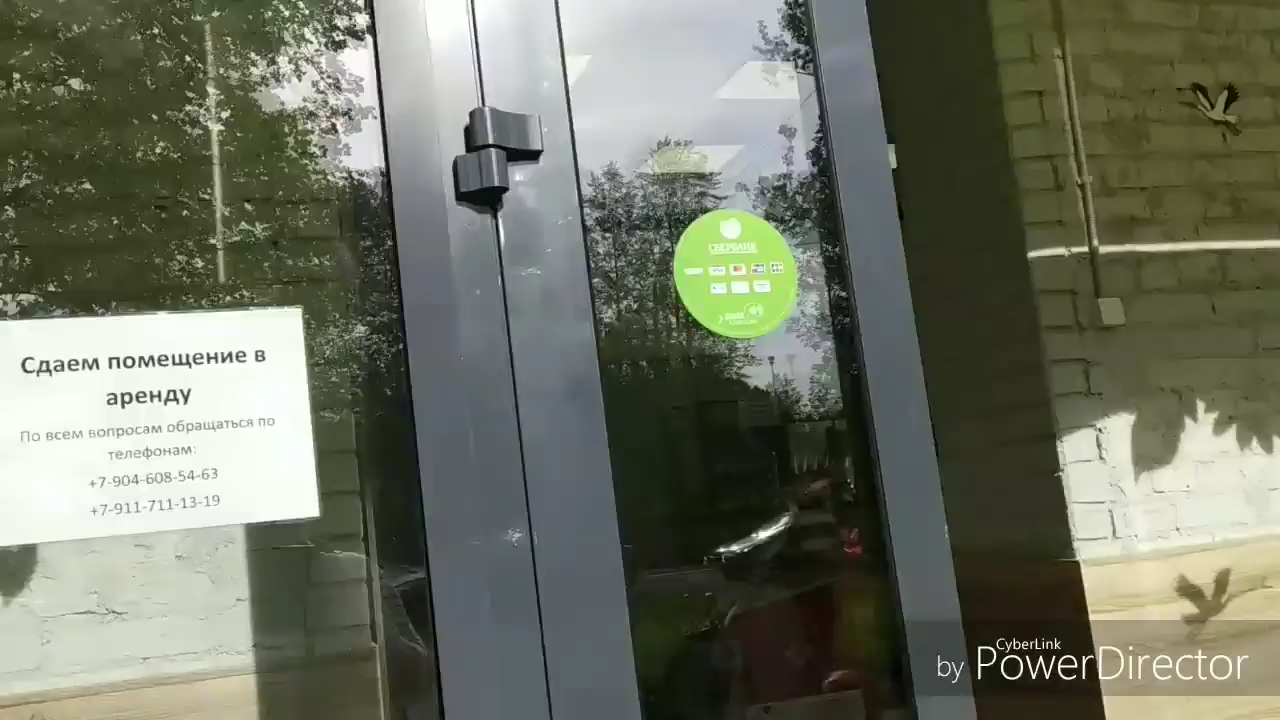 Сдаем помещение в
аренду
По всем вопросам обращаться по
телефонам:
+7-904-608-54-63
+7-911-711-13-19
СБЕРБАНК
CyberLink
by PowerDirector